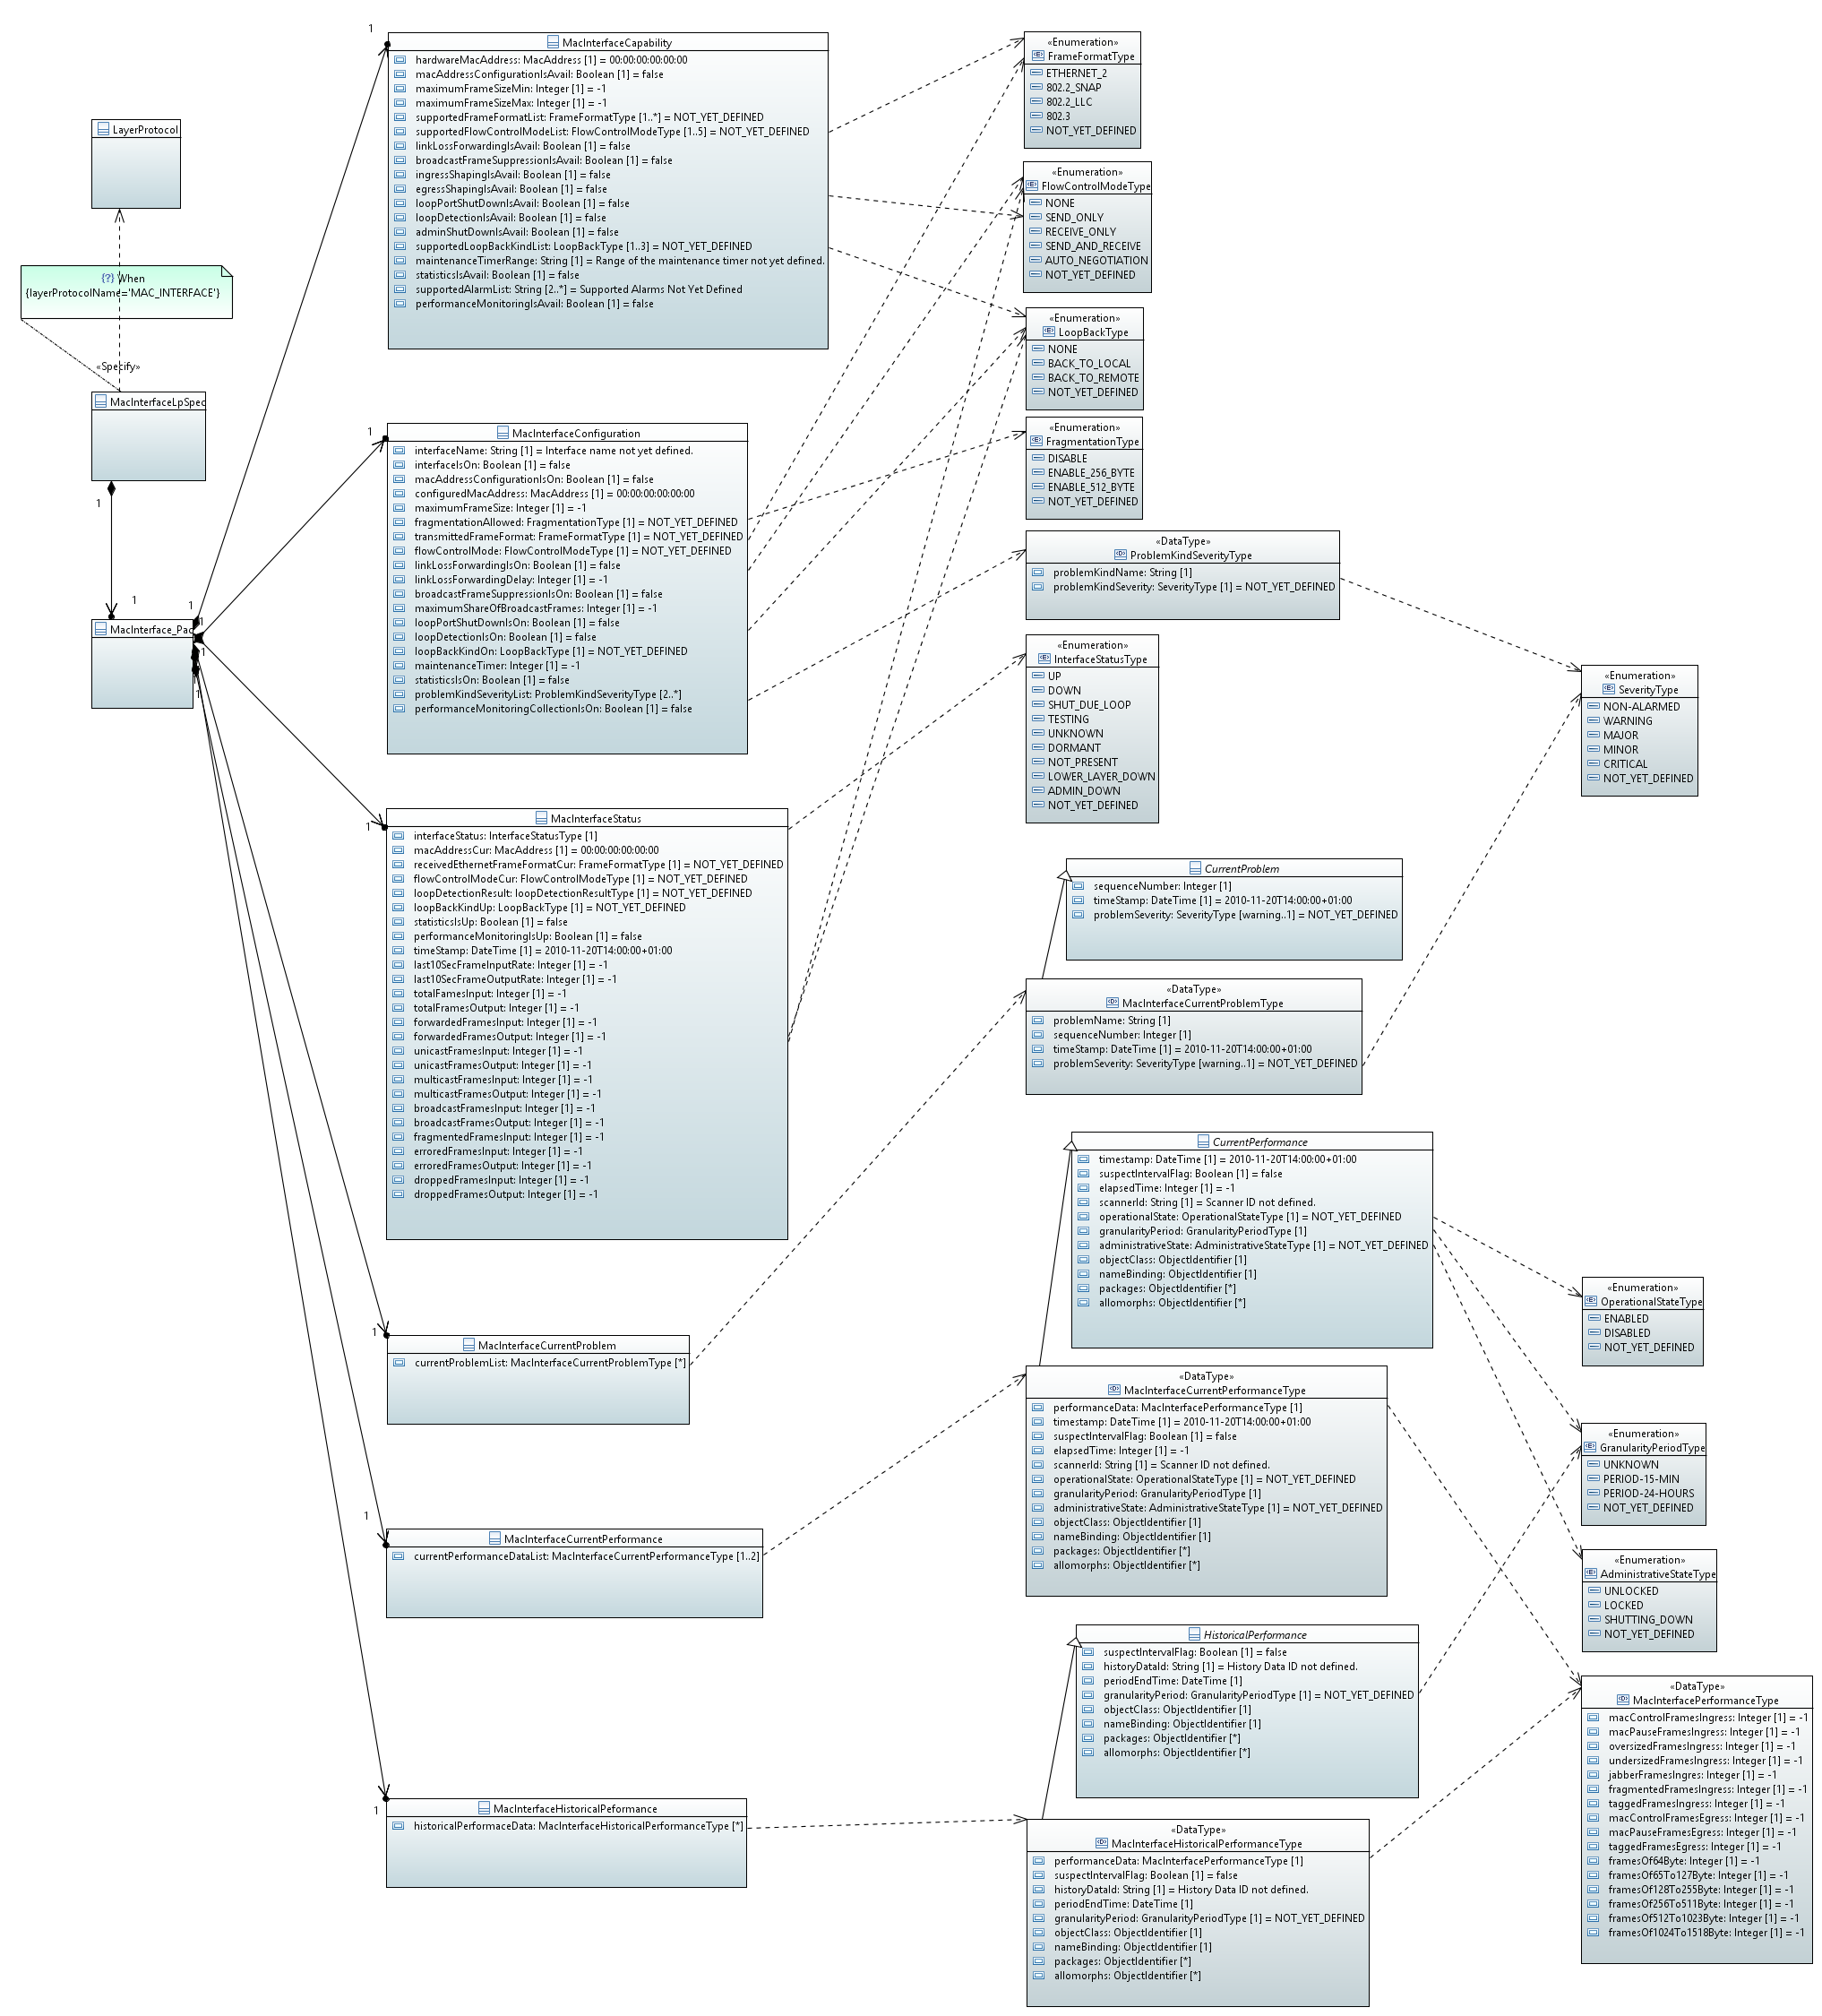 LayerProtocol
{?} When
{layerProtocolName='MAC_INTERFACE'}
«Specify»
MacInterfaceLpSpec
1
1
MacInterface_Pac
1
1
1
1
1
MacInterfaceCapability
hardwareMacAddress: MacAddress [1] = 00:00:00:00:00:00
macAddressConfigurationIsAvail: Boolean [1] = false
maximumFrameSizeMin: Integer [1] = -1
maximumFrameSizeMax: Integer [1] = -1
supportedFrameFormatList: FrameFormatType [1..*] = NOT_YET_DEFINED
supportedFlowControlModeList: FlowControlModeType [1..5] = NOT_YET_DEFINED
linkLossForwardingIsAvail: Boolean [1] = false
broadcastFrameSuppressionIsAvail: Boolean [1] = false
ingressShapingIsAvail: Boolean [1] = false
egressShapingIsAvail: Boolean [1] = false
loopPortShutDownIsAvail: Boolean [1] = false
loopDetectionIsAvail: Boolean [1] = false
adminShutDownIsAvail: Boolean [1] = false
supportedLoopBackKindList: LoopBackType [1..3] = NOT_YET_DEFINED
maintenanceTimerRange: String [1] = Range of the maintenance timer not yet defined.
statisticsIsAvail: Boolean [1] = false
supportedAlarmList: String [2..*] = Supported Alarms Not Yet Defined
performanceMonitoringIsAvail: Boolean [1] = false
1
MacInterfaceConfiguration
interfaceName: String [1] = Interface name not yet defined.
interfaceIsOn: Boolean [1] = false
macAddressConfigurationIsOn: Boolean [1] = false
configuredMacAddress: MacAddress [1] = 00:00:00:00:00:00
maximumFrameSize: Integer [1] = -1
fragmentationAllowed: FragmentationType [1] = NOT_YET_DEFINED
transmittedFrameFormat: FrameFormatType [1] = NOT_YET_DEFINED
flowControlMode: FlowControlModeType [1] = NOT_YET_DEFINED
linkLossForwardingIsOn: Boolean [1] = false
linkLossForwardingDelay: Integer [1] = -1
broadcastFrameSuppressionIsOn: Boolean [1] = false
maximumShareOfBroadcastFrames: Integer [1] = -1
loopPortShutDownIsOn: Boolean [1] = false
loopDetectionIsOn: Boolean [1] = false
loopBackKindOn: LoopBackType [1] = NOT_YET_DEFINED
maintenanceTimer: Integer [1] = -1
statisticsIsOn: Boolean [1] = false
problemKindSeverityList: ProblemKindSeverityType [2..*]
performanceMonitoringCollectionIsOn: Boolean [1] = false
1
MacInterfaceStatus
interfaceStatus: InterfaceStatusType [1]
macAddressCur: MacAddress [1] = 00:00:00:00:00:00
receivedEthernetFrameFormatCur: FrameFormatType [1] = NOT_YET_DEFINED
flowControlModeCur: FlowControlModeType [1] = NOT_YET_DEFINED
loopDetectionResult: loopDetectionResultType [1] = NOT_YET_DEFINED
loopBackKindUp: LoopBackType [1] = NOT_YET_DEFINED
statisticsIsUp: Boolean [1] = false
performanceMonitoringIsUp: Boolean [1] = false
timeStamp: DateTime [1] = 2010-11-20T14:00:00+01:00
last10SecFrameInputRate: Integer [1] = -1
last10SecFrameOutputRate: Integer [1] = -1
totalFamesInput: Integer [1] = -1
totalFramesOutput: Integer [1] = -1
forwardedFramesInput: Integer [1] = -1
forwardedFramesOutput: Integer [1] = -1
unicastFramesInput: Integer [1] = -1
unicastFramesOutput: Integer [1] = -1
multicastFramesInput: Integer [1] = -1
multicastFramesOutput: Integer [1] = -1
broadcastFramesInput: Integer [1] = -1
broadcastFramesOutput: Integer [1] = -1
fragmentedFramesInput: Integer [1] = -1
erroredFramesInput: Integer [1] = -1
erroredFramesOutput: Integer [1] = -1
droppedFramesInput: Integer [1] = -1
droppedFramesOutput: Integer [1] = -1
1
MacInterfaceCurrentProblem
currentProblemList: MacInterfaceCurrentProblemType [*]
1
MacInterfaceCurrentPerformance
currentPerformanceDataList: MacInterfaceCurrentPerformanceType [1..2]
1
MacInterfaceHistoricalPeformance
historicalPerformaceData: MacInterfaceHistoricalPerformanceType [*]
«Enumeration»
FrameFormatType
ETHERNET_2
802.2_SNAP
802.2_LLC
802.3
NOT_YET_DEFINED
«Enumeration»
FlowControlModeType
NONE
SEND_ONLY
RECEIVE_ONLY
SEND_AND_RECEIVE
AUTO_NEGOTIATION
NOT_YET_DEFINED
«Enumeration»
LoopBackType
NONE
BACK_TO_LOCAL
BACK_TO_REMOTE
NOT_YET_DEFINED
«Enumeration»
FragmentationType
DISABLE
ENABLE_256_BYTE
ENABLE_512_BYTE
NOT_YET_DEFINED
«DataType»
ProblemKindSeverityType
problemKindName: String [1]
problemKindSeverity: SeverityType [1] = NOT_YET_DEFINED
«Enumeration»
InterfaceStatusType
UP
DOWN
SHUT_DUE_LOOP
TESTING
UNKNOWN
DORMANT
NOT_PRESENT
LOWER_LAYER_DOWN
ADMIN_DOWN
NOT_YET_DEFINED
«Enumeration»
SeverityType
NON-ALARMED
WARNING
MAJOR
MINOR
CRITICAL
NOT_YET_DEFINED
CurrentProblem
sequenceNumber: Integer [1]
timeStamp: DateTime [1] = 2010-11-20T14:00:00+01:00
problemSeverity: SeverityType [warning..1] = NOT_YET_DEFINED
«DataType»
MacInterfaceCurrentProblemType
problemName: String [1]
sequenceNumber: Integer [1]
timeStamp: DateTime [1] = 2010-11-20T14:00:00+01:00
problemSeverity: SeverityType [warning..1] = NOT_YET_DEFINED
CurrentPerformance
timestamp: DateTime [1] = 2010-11-20T14:00:00+01:00
suspectIntervalFlag: Boolean [1] = false
elapsedTime: Integer [1] = -1
scannerId: String [1] = Scanner ID not defined.
operationalState: OperationalStateType [1] = NOT_YET_DEFINED
granularityPeriod: GranularityPeriodType [1]
administrativeState: AdministrativeStateType [1] = NOT_YET_DEFINED
objectClass: ObjectIdentifier [1]
nameBinding: ObjectIdentifier [1]
packages: ObjectIdentifier [*]
allomorphs: ObjectIdentifier [*]
«DataType»
MacInterfaceCurrentPerformanceType
performanceData: MacInterfacePerformanceType [1]
timestamp: DateTime [1] = 2010-11-20T14:00:00+01:00
suspectIntervalFlag: Boolean [1] = false
elapsedTime: Integer [1] = -1
scannerId: String [1] = Scanner ID not defined.
operationalState: OperationalStateType [1] = NOT_YET_DEFINED
granularityPeriod: GranularityPeriodType [1]
administrativeState: AdministrativeStateType [1] = NOT_YET_DEFINED
objectClass: ObjectIdentifier [1]
nameBinding: ObjectIdentifier [1]
packages: ObjectIdentifier [*]
allomorphs: ObjectIdentifier [*]
HistoricalPerformance
suspectIntervalFlag: Boolean [1] = false
historyDataId: String [1] = History Data ID not defined.
periodEndTime: DateTime [1]
granularityPeriod: GranularityPeriodType [1] = NOT_YET_DEFINED
objectClass: ObjectIdentifier [1]
nameBinding: ObjectIdentifier [1]
packages: ObjectIdentifier [*]
allomorphs: ObjectIdentifier [*]
«DataType»
MacInterfaceHistoricalPerformanceType
performanceData: MacInterfacePerformanceType [1]
suspectIntervalFlag: Boolean [1] = false
historyDataId: String [1] = History Data ID not defined.
periodEndTime: DateTime [1]
granularityPeriod: GranularityPeriodType [1] = NOT_YET_DEFINED
objectClass: ObjectIdentifier [1]
nameBinding: ObjectIdentifier [1]
packages: ObjectIdentifier [*]
allomorphs: ObjectIdentifier [*]
«Enumeration»
OperationalStateType
ENABLED
DISABLED
NOT_YET_DEFINED
«Enumeration»
GranularityPeriodType
UNKNOWN
PERIOD-15-MIN
PERIOD-24-HOURS
NOT_YET_DEFINED
«Enumeration»
AdministrativeStateType
UNLOCKED
LOCKED
SHUTTING_DOWN
NOT_YET_DEFINED
«DataType»
MacInterfacePerformanceType
macControlFramesIngress: Integer [1] = -1
macPauseFramesIngress: Integer [1] = -1
oversizedFramesIngress: Integer [1] = -1
undersizedFramesIngress: Integer [1] = -1
jabberFramesIngres: Integer [1] = -1
fragmentedFramesIngress: Integer [1] = -1
taggedFramesIngress: Integer [1] = -1
macControlFramesEgress: Integer [1] = -1
macPauseFramesEgress: Integer [1] = -1
taggedFramesEgress: Integer [1] = -1
framesOf64Byte: Integer [1] = -1
framesOf65To127Byte: Integer [1] = -1
framesOf128To255Byte: Integer [1] = -1
framesOf256To511Byte: Integer [1] = -1
framesOf512To1023Byte: Integer [1] = -1
framesOf1024To1518Byte: Integer [1] = -1